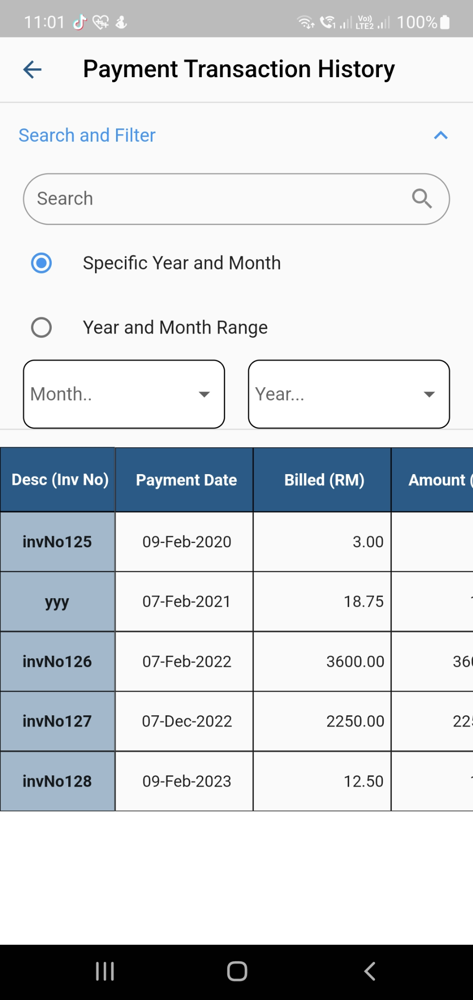 11:01 1 Vo)) LTE2 100%
Payment Transaction History
Search and Filter
Search
Specific Year and Month
Year and Month Range
Month.. Year...
Desc (Inv No) Payment Date Billed (RM) Amount (
invNo125 09-Feb-2020 3.00
yyy 07-Feb-2021 18.75
invNo126 07-Feb-2022 3600.00
invNo127 07-Dec-2022 2250.00
invNo128 09-Feb-2023 12.50